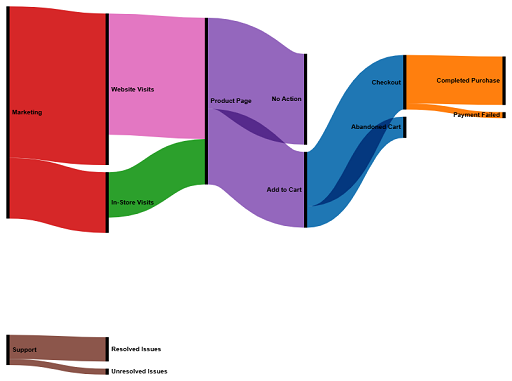 Marketing
Website Visits
In-Store Visits
Product Page
No Action
Add to Cart
Checkout
Abandoned Cart
Completed Purchase
Payment Failed
Support
Resolved Issues
Unresolved Issues